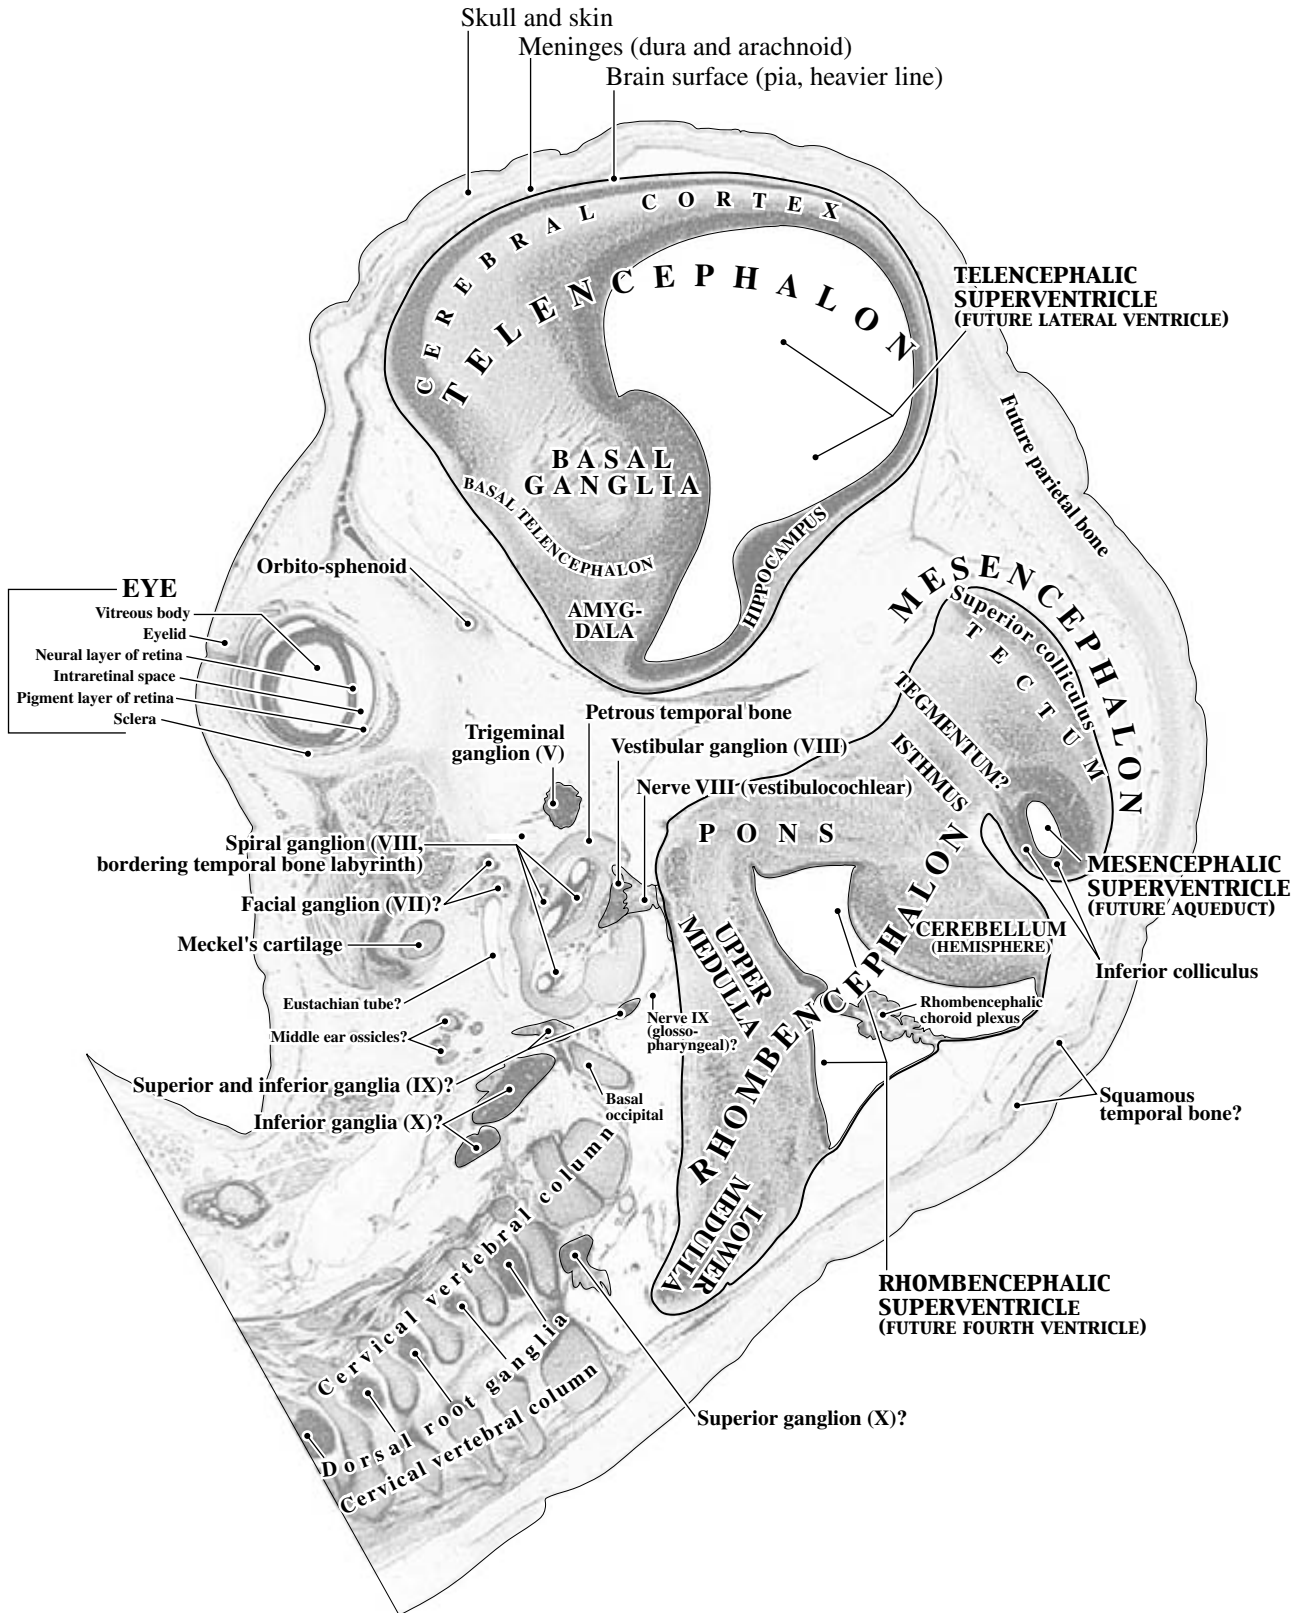 Skull and skin
Meninges (dura and arachnoid)
Brain surface (pia, heavier line)
CEREBRAL CORTEX
TELENCEPHALON
TELENCEPHALIC
SUPERVENTRICLE
(FUTURE LATERAL VENTRICLE)
Future parietal bone
BASAL
GANGLIA
BASAL TELENCEPHALON
HIPPOCAMPUS
AMYG-
DALA
Orbito-sphenoid
EYE
Vitreous body
Eyelid
Neural layer of retina
Intraretinal space
Pigment layer of retina
Sclera
MESENCEPHALON
Superior colliculus
TECTUM
TEGMENTUM?
ISTHMUS
Petrous temporal bone
Trigeminal
ganglion (V)
Vestibular ganglion (VIII)
Nerve VIII (vestibulocochlear)
PONS
Spiral ganglion (VIII,
bordering temporal bone labyrinth)
Facial ganglion (VII)?
Meckel's cartilage
Eustachian tube?
Middle ear ossicles?
MESENCEPHALIC
SUPERVENTRICLE
(FUTURE AQUEDUCT)
CEREBELLUM
(HEMISPHERE)
Inferior colliculus
UPPER
MEDULLA
RHOMBENCEPHALON
Rhombencephalic
choroid plexus
Nerve IX
(glosso-
pharyngeal)?
Superior and inferior ganglia (IX)?
Basal
occipital
Inferior ganglia (X)?
Squamous
temporal bone?
LOWER
MEDULLA
Cervical vertebral column
Dorsal root ganglia
Cervical vertebral column
RHOMBENCEPHALIC
SUPERVENTRICLE
(FUTURE FOURTH VENTRICLE)
Superior ganglion (X)?